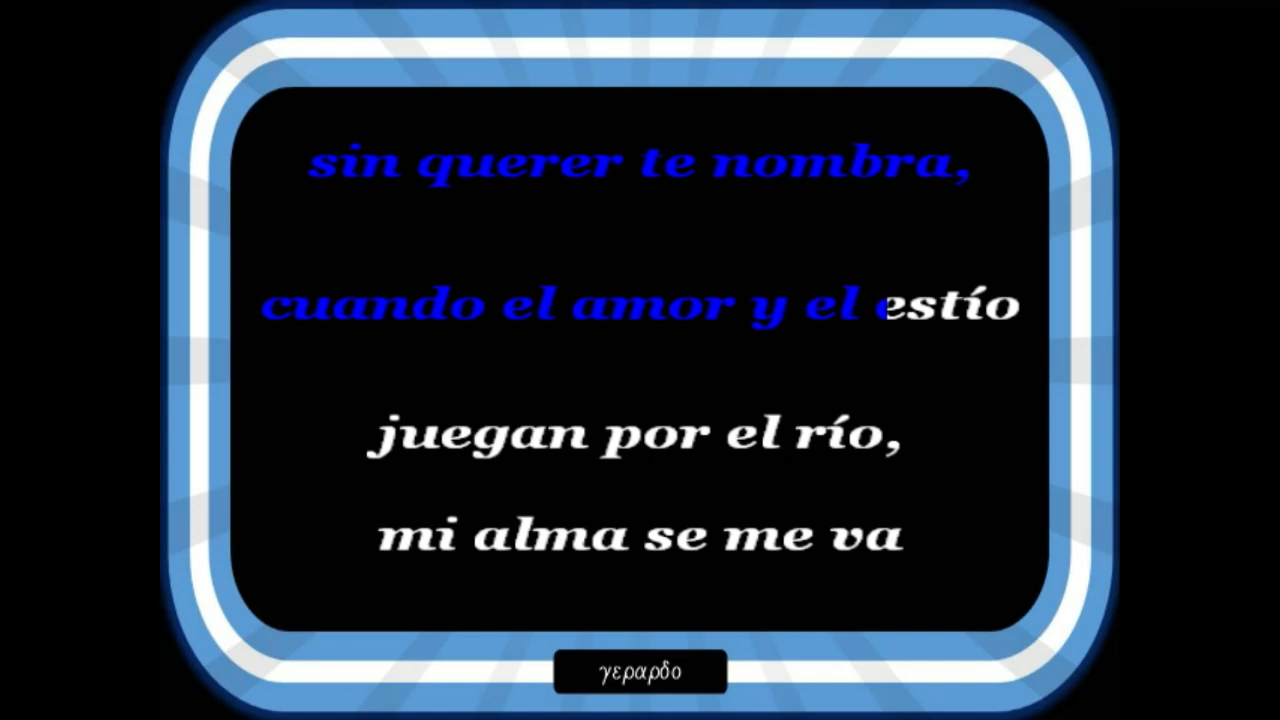 sin querer te nombra,
cuando el amor y el estío
juegan por el río,
mi alma se me va
γεραρδο